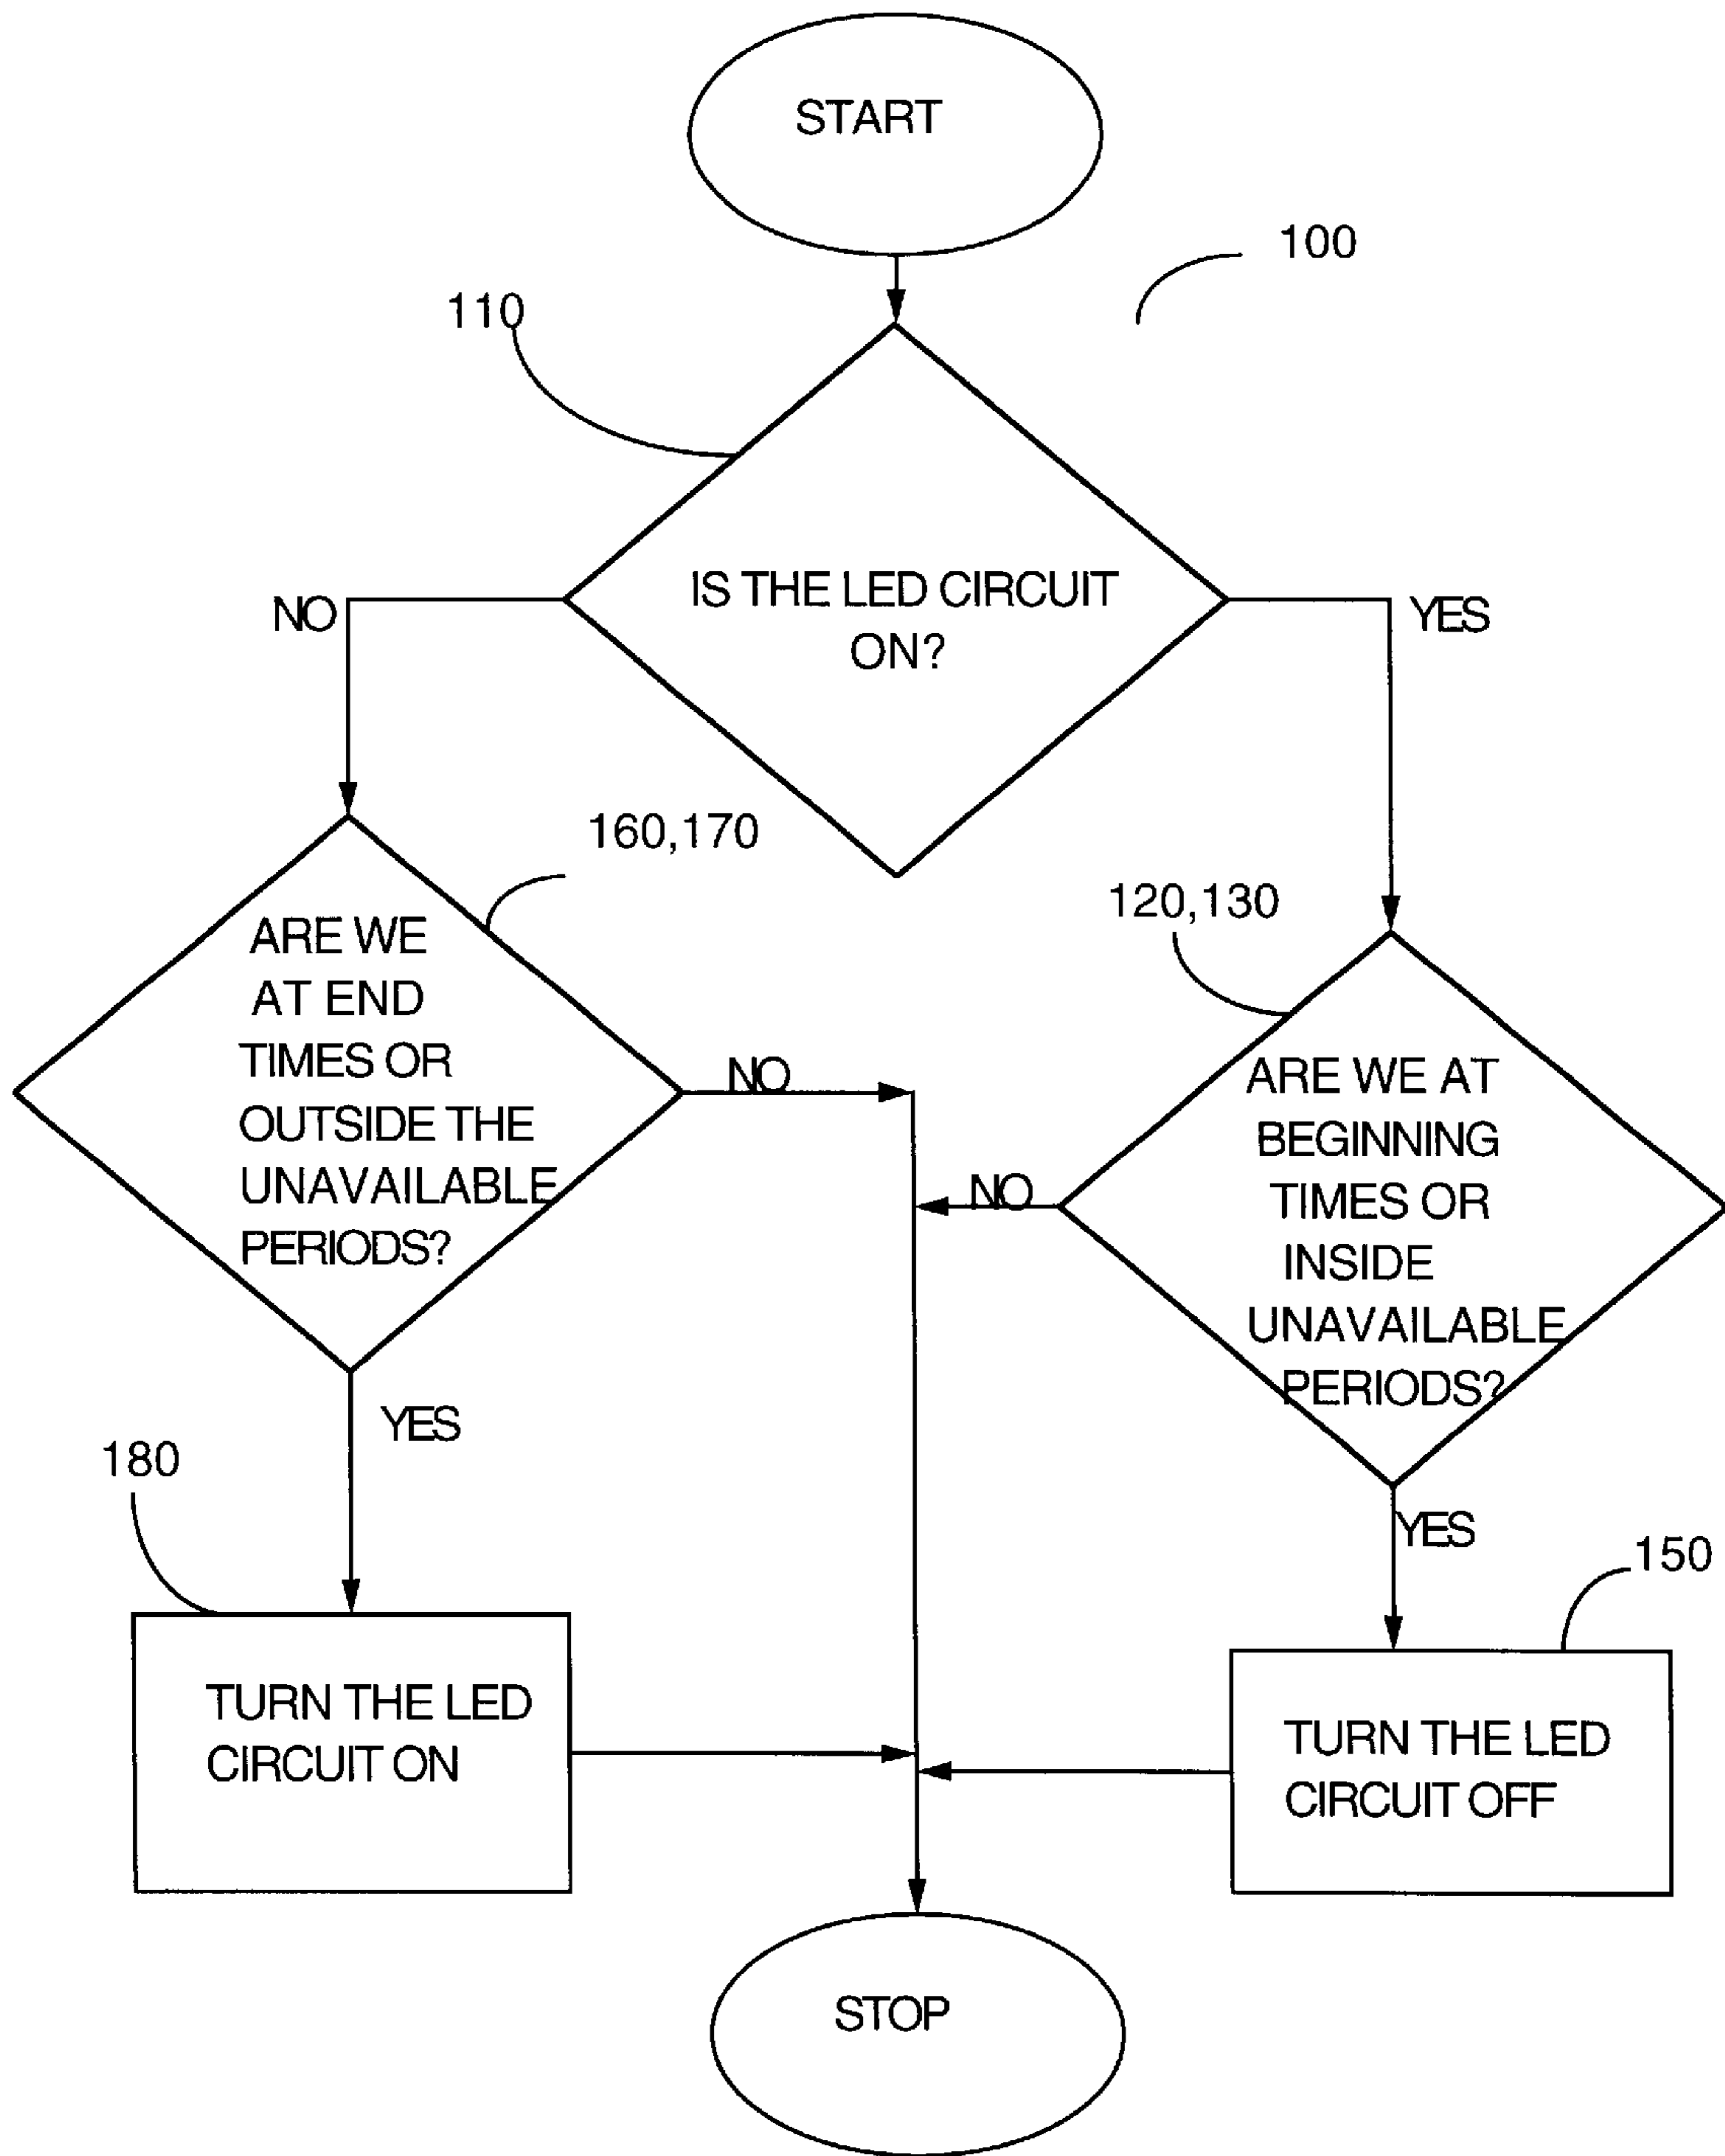 START
100
110
IS THE LED CIRCUIT
ON?
NO
YES
160,170
120,130
ARE WE
AT END
TIMES OR
OUTSIDE THE
UNAVAILABLE
PERIODS?
NO
ARE WE AT
BEGINNING
TIMES OR
INSIDE
UNAVAILABLE
PERIODS?
NO
YES
YES
180
150
TURN THE LED
CIRCUIT ON
TURN THE LED
CIRCUIT OFF
STOP